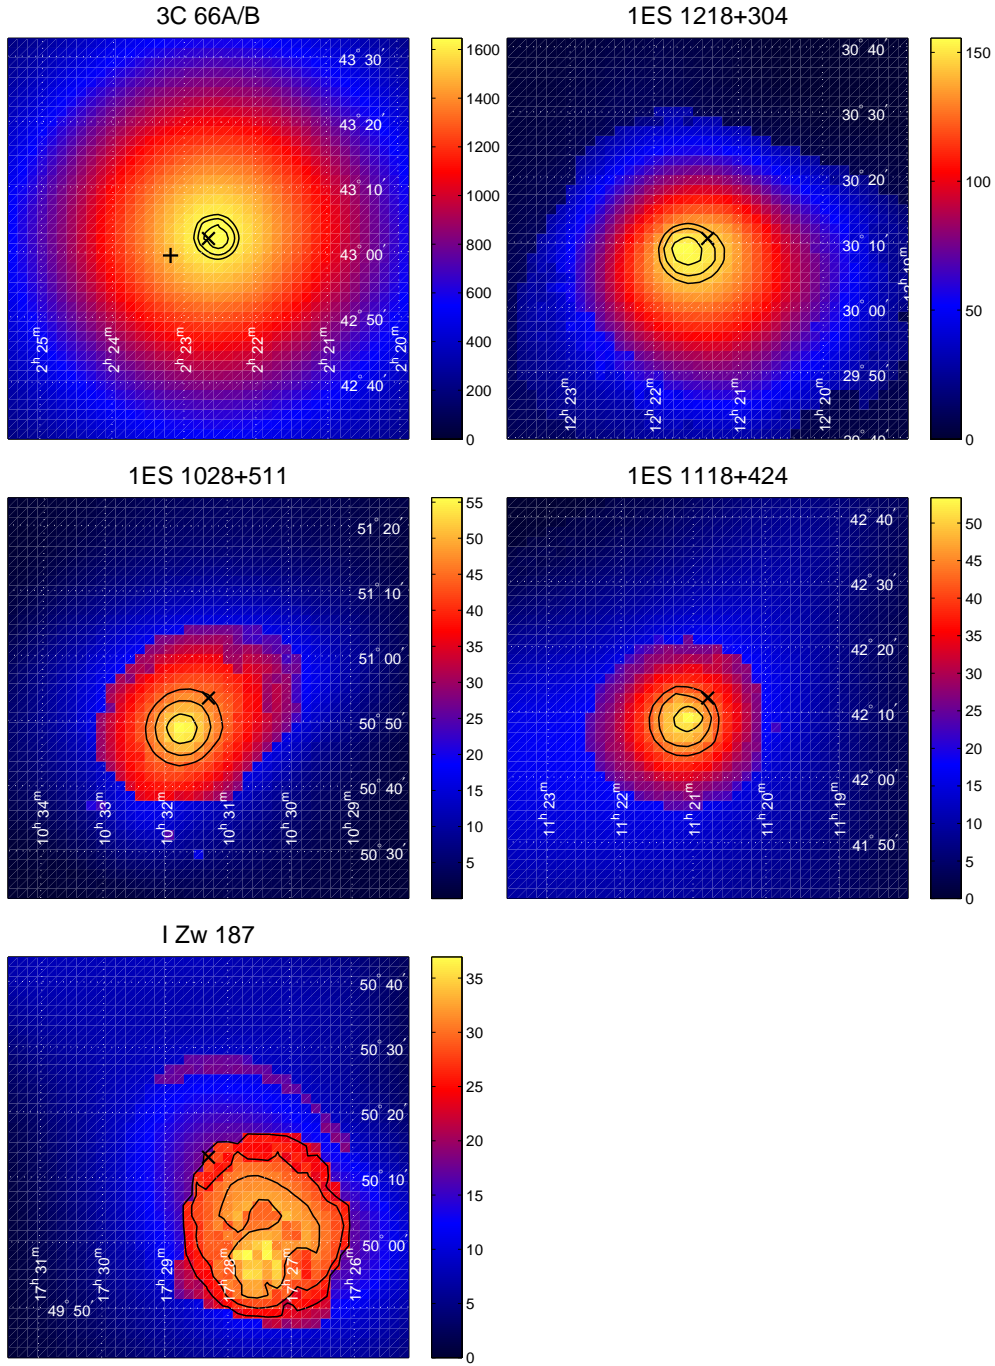 3C 66A/B
43° 30′
43° 20′
43° 10′
43° 00′
42° 50′
42° 40′
2h 25m
2h 24m
2h 23m
2h 22m
2h 21m
2h 20m
1600
1400
1200
1000
800
600
400
200
0
1ES 1218+304
30° 40′
30° 30′
30° 20′
30° 10′
30° 00′
29° 50′
29° 40′
12h 23m
12h 22m
12h 21m
12h 20m
12h 19m
150
100
50
0
1ES 1028+511
51° 20′
51° 10′
51° 00′
50° 50′
50° 40′
50° 30′
10h 34m
10h 33m
10h 32m
10h 31m
10h 30m
10h 29m
55
50
45
40
35
30
25
20
15
10
5
1ES 1118+424
42° 40′
42° 30′
42° 20′
42° 10′
42° 00′
41° 50′
11h 23m
11h 22m
11h 21m
11h 20m
11h 19m
50
45
40
35
30
25
20
15
10
5
0
I Zw 187
50° 40′
50° 30′
50° 20′
50° 10′
50° 00′
49° 50′
17h 31m
17h 30m
17h 29m
17h 28m
17h 27m
17h 26m
35
30
25
20
15
10
5
0